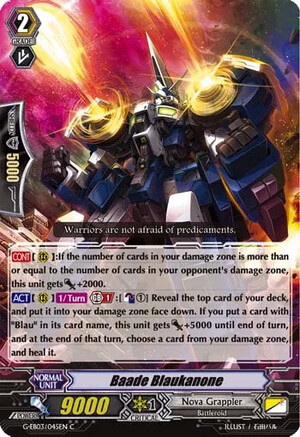 2
GRADE
SHIELD
5000
Warriors are not afraid of predicaments.
CONT [ ]:If the number of cards in your damage zone is more than
or equal to the number of cards in your opponent's damage zone,
this unit gets +2000.
ACT [ ] 1/Turn [CB 1, ] Reveal the top card of your deck,
and put it into your damage zone face down. If you put a card with
"Blau" in its card name, this unit gets +5000 until end of turn,
and at the end of that turn, choose a card from your damage zone,
and heal it.
NORMAL UNIT
Baade Blaukanone
POWER
9000
1
CRITICAL
Nova Grappler
Battleroid
G-EB03/045EN C
ILLUST /